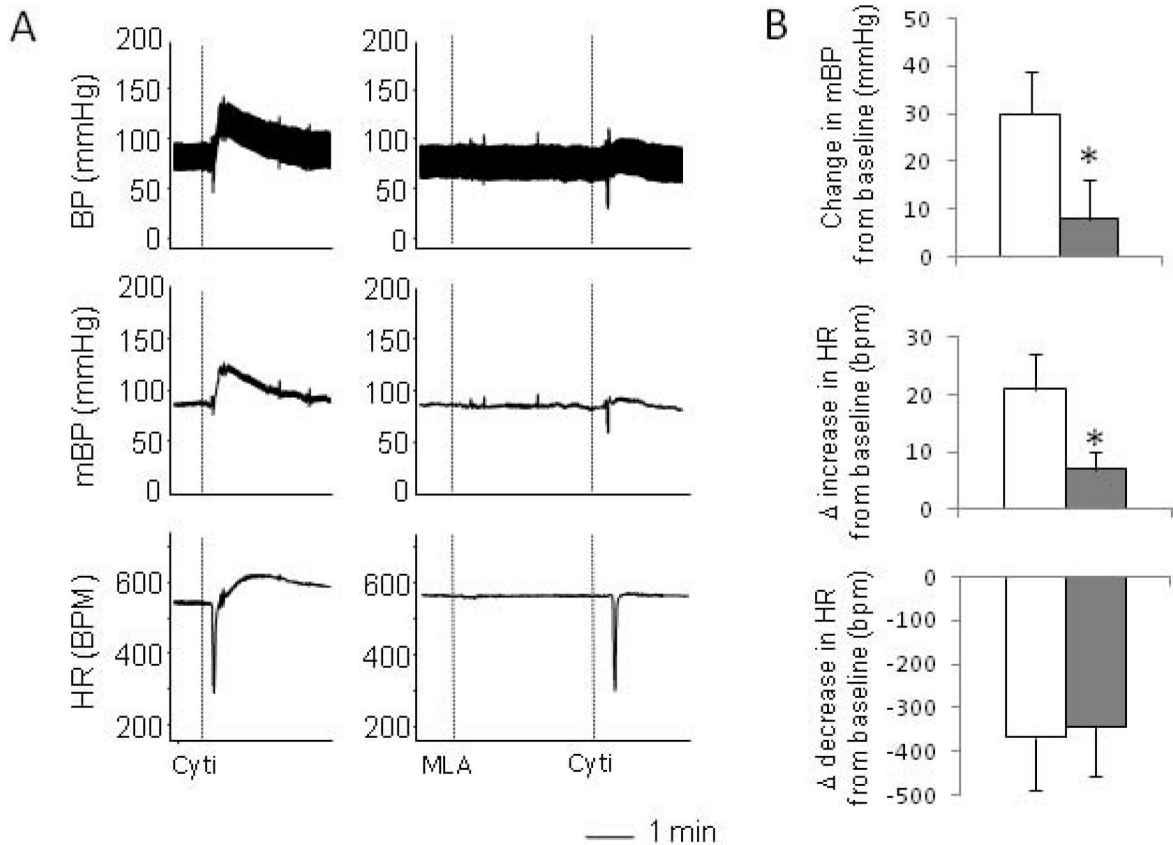 A
BP (mmHg)
200
150
100
50
0
200
150
100
50
0
mBP (mmHg)
200
150
100
50
0
200
150
100
50
0
HR (BPM)
600
400
200
600
400
200
Cyti
MLA
Cyti
1 min
B
Change in mBP
from baseline (mmHg)
50
40
30
20
10
0
*
Δ increase in HR
from baseline (bpm)
30
20
10
0
*
Δ decrease in HR
from baseline (bpm)
0
-100
-200
-300
-400
-500